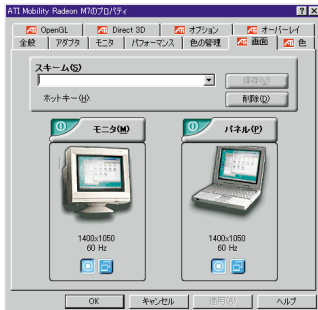 ATI Mobility Radeon M7のプロパティ
OpenGL Direct 3D オプション オーバーレイ
全般 アダプタ モニタ パフォーマンス 色の管理 画面 色
スキーム(S)
保存(V)
ホットキー(H):
削除(D)
モニタ(M) パネル(P)
1400x1050 1400x1050
60 Hz 60 Hz
OK キャンセル 適用(A) ヘルプ